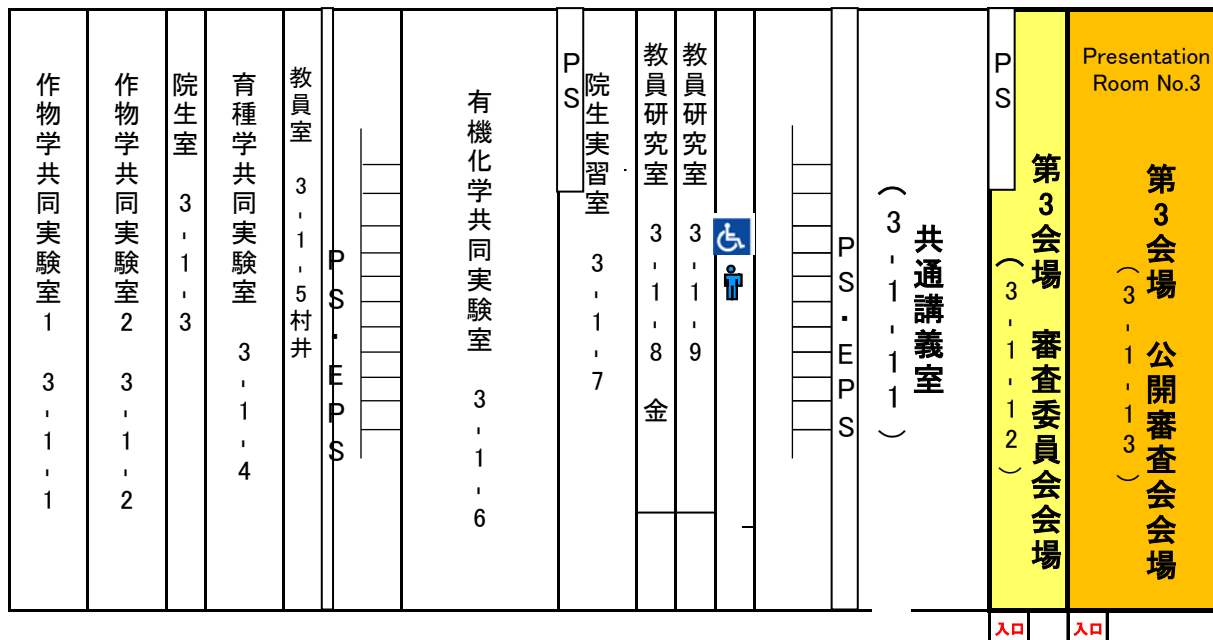 作物学共同実験室1 3-1-1
作物学共同実験室2 3-1-2
院生室 3-1-3
育種学共同実験室 3-1-4
教員室 3-1-5村井
PS・EPS
有機化学共同実験室 3-1-6
PS
院生実習室 3-1-7
教員研究室 3-1-8 金
教員研究室 3-1-9
PS・EPS
共通講義室
(3-1-11)
PS
第3会場 審査委員会会場
(3-1-12)
Presentation
Room No.3
第3会場 公開審査会会場
(3-1-13)
入口
入口